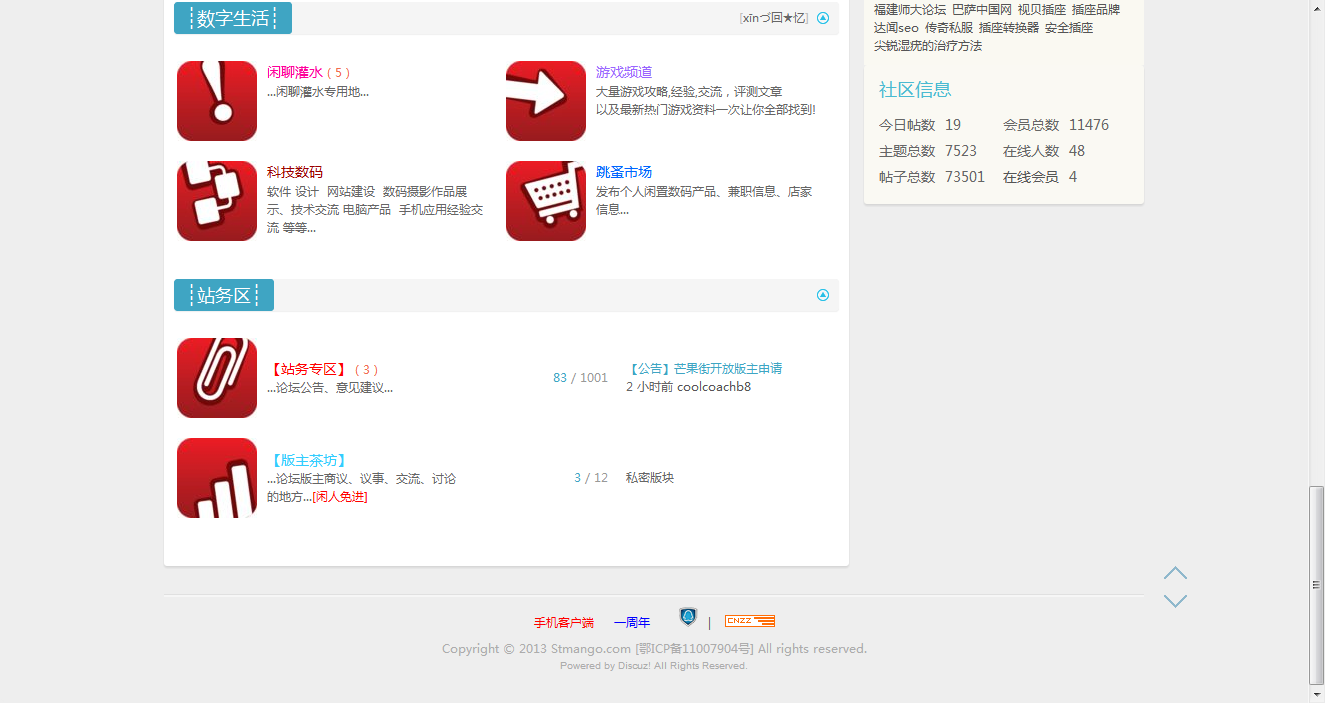 ┊数字生活┊
[xīnづ回★忆]
闲聊灌水 ( 5 )
...闲聊灌水专用地...
游戏频道
大量游戏攻略,经验,交流，评测文章
以及最新热门游戏资料一次让你全部找到!
科技数码
软件 设计 网站建设 数码摄影作品展
示、技术交流 电脑产品 手机应用经验交
流 等等...
跳蚤市场
发布个人闲置数码产品、兼职信息、店家
信息...
┊站务区┊
【站务专区】 ( 3 )
...论坛公告、意见建议...
83 / 1001
【公告】芒果街开放版主申请
2 小时前 coolcoachb8
【版主茶坊】
...论坛版主商议、议事、交流、讨论
的地方...[闲人免进]
3 / 12
私密版块
福建师大论坛 巴萨中国网 视贝插座 插座品牌
达闻seo 传奇私服 插座转换器 安全插座
尖锐湿疣的治疗方法
社区信息
今日帖数 19 会员总数 11476
主题总数 7523 在线人数 48
帖子总数 73501 在线会员 4
手机客户端 一周年 | CNZZ
Copyright © 2013 Stmango.com [鄂ICP备11007904号] All rights reserved.
Powered by Discuz! All Rights Reserved.